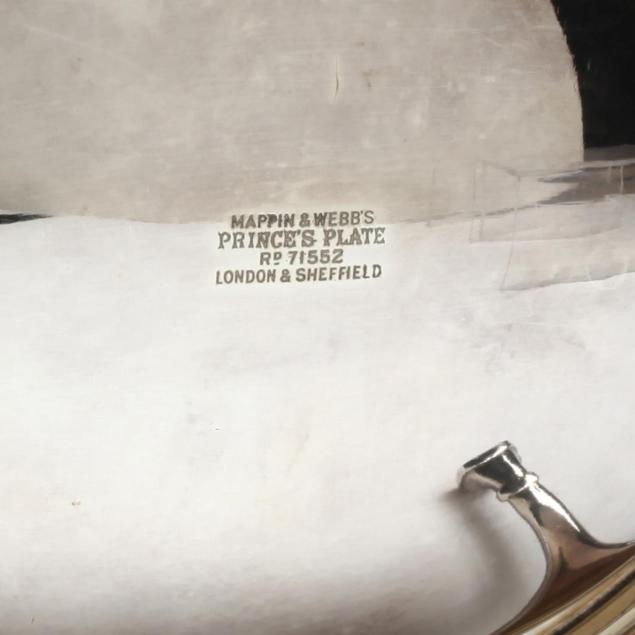 MAPPIN & WEBB'S
PRINCE'S PLATE
Rᴰ 71552
LONDON & SHEFFIELD